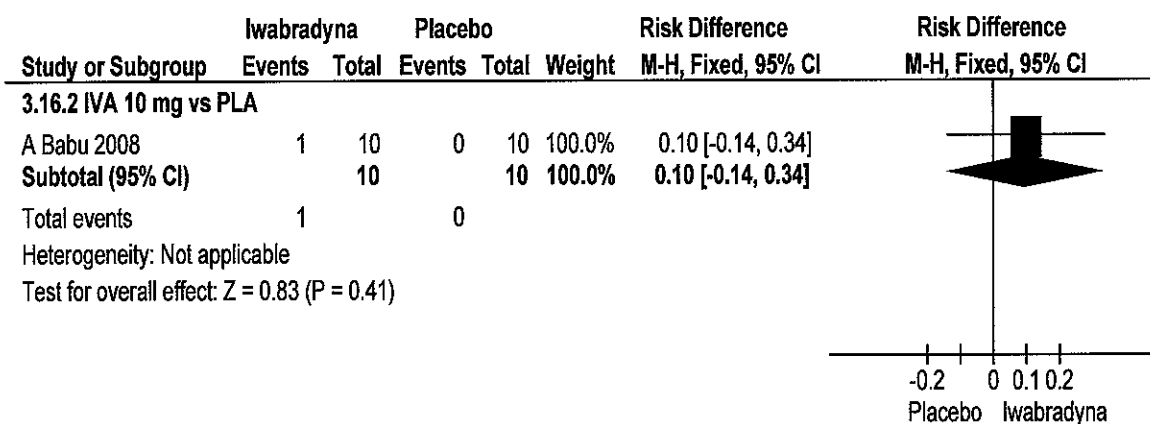 Iwabradyna Placebo Risk Difference Risk Difference
Study or Subgroup Events Total Events Total Weight M-H, Fixed, 95% CI M-H, Fixed, 95% CI
3.16.2 IVA 10 mg vs PLA
A Babu 2008 1 10 0 10 100.0% 0.10 [-0.14, 0.34]
Subtotal (95% CI) 10 10 100.0% 0.10 [-0.14, 0.34]
Total events 1 0
Heterogeneity: Not applicable
Test for overall effect: Z = 0.83 (P = 0.41)
-0.2 0 0.1 0.2
Placebo Iwabradyna